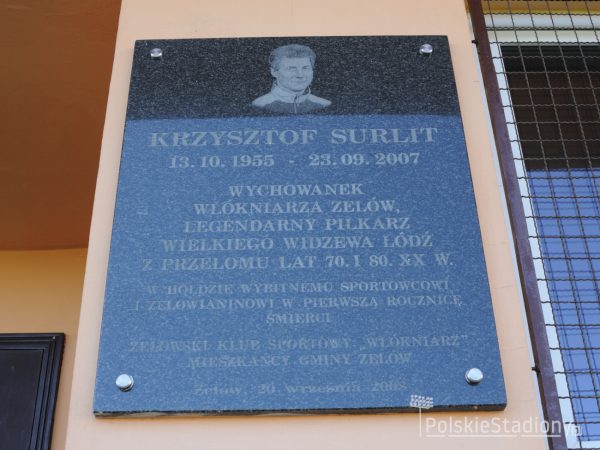 KRZYSZTOF SURLIT
13.10.1955 - 23.09.2007
WYCHOWANEK
WŁÓKNIARZA ZELÓW,
LEGENDARNY PIŁKARZ
WIELKIEGO WIDZEWA ŁÓDŹ
Z PRZEŁOMU LAT 70. I 80. XX W.
W HOŁDZIE WYBITNEMU SPORTOWCOWI
I ZELOWIANINOWI W PIERWSZĄ ROCZNICĘ
ŚMIERCI
ZELOWSKI KLUB SPORTOWY „WŁÓKNIARZ"
MIESZKAŃCY GMINY ZELÓW
Zelów, 20 września 2008
PolskieStadiony